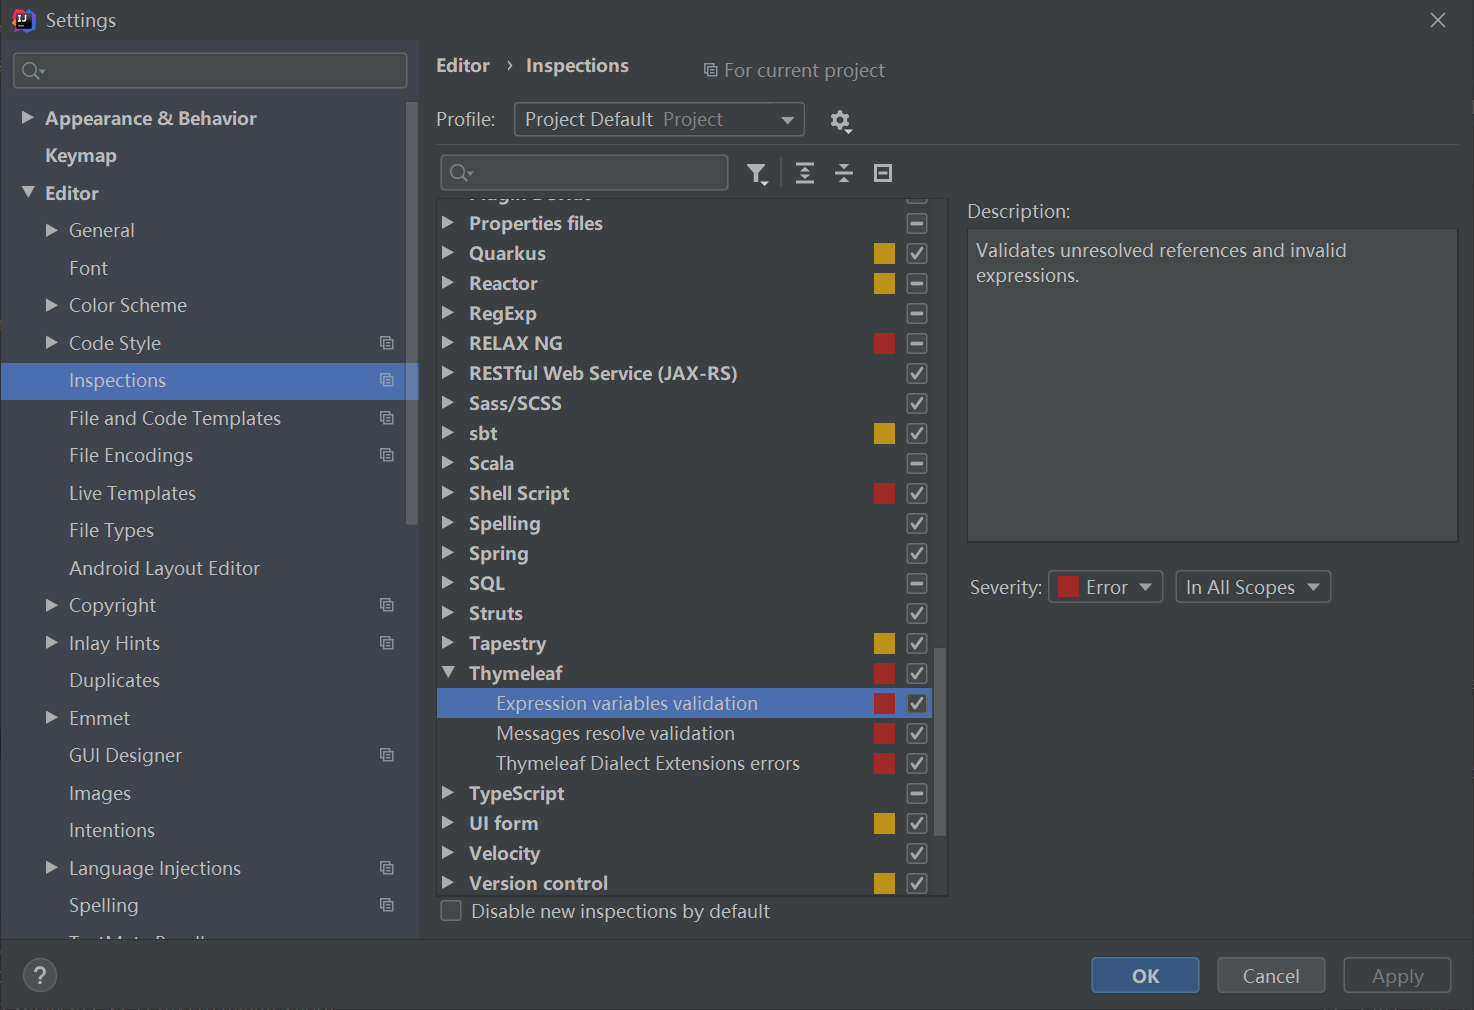 Settings
Editor › Inspections
For current project
Appearance & Behavior
Keymap
Editor
General
Font
Color Scheme
Code Style
Inspections
File and Code Templates
File Encodings
Live Templates
File Types
Android Layout Editor
Copyright
Inlay Hints
Duplicates
Emmet
GUI Designer
Images
Intentions
Language Injections
Spelling
Profile: Project Default Project
Properties files
Quarkus
Reactor
RegExp
RELAX NG
RESTful Web Service (JAX-RS)
Sass/SCSS
sbt
Scala
Shell Script
Spelling
Spring
SQL
Struts
Tapestry
Thymeleaf
Expression variables validation
Messages resolve validation
Thymeleaf Dialect Extensions errors
TypeScript
UI form
Velocity
Version control
Disable new inspections by default
Description:
Validates unresolved references and invalid
expressions.
Severity: Error In All Scopes
?
OK Cancel Apply